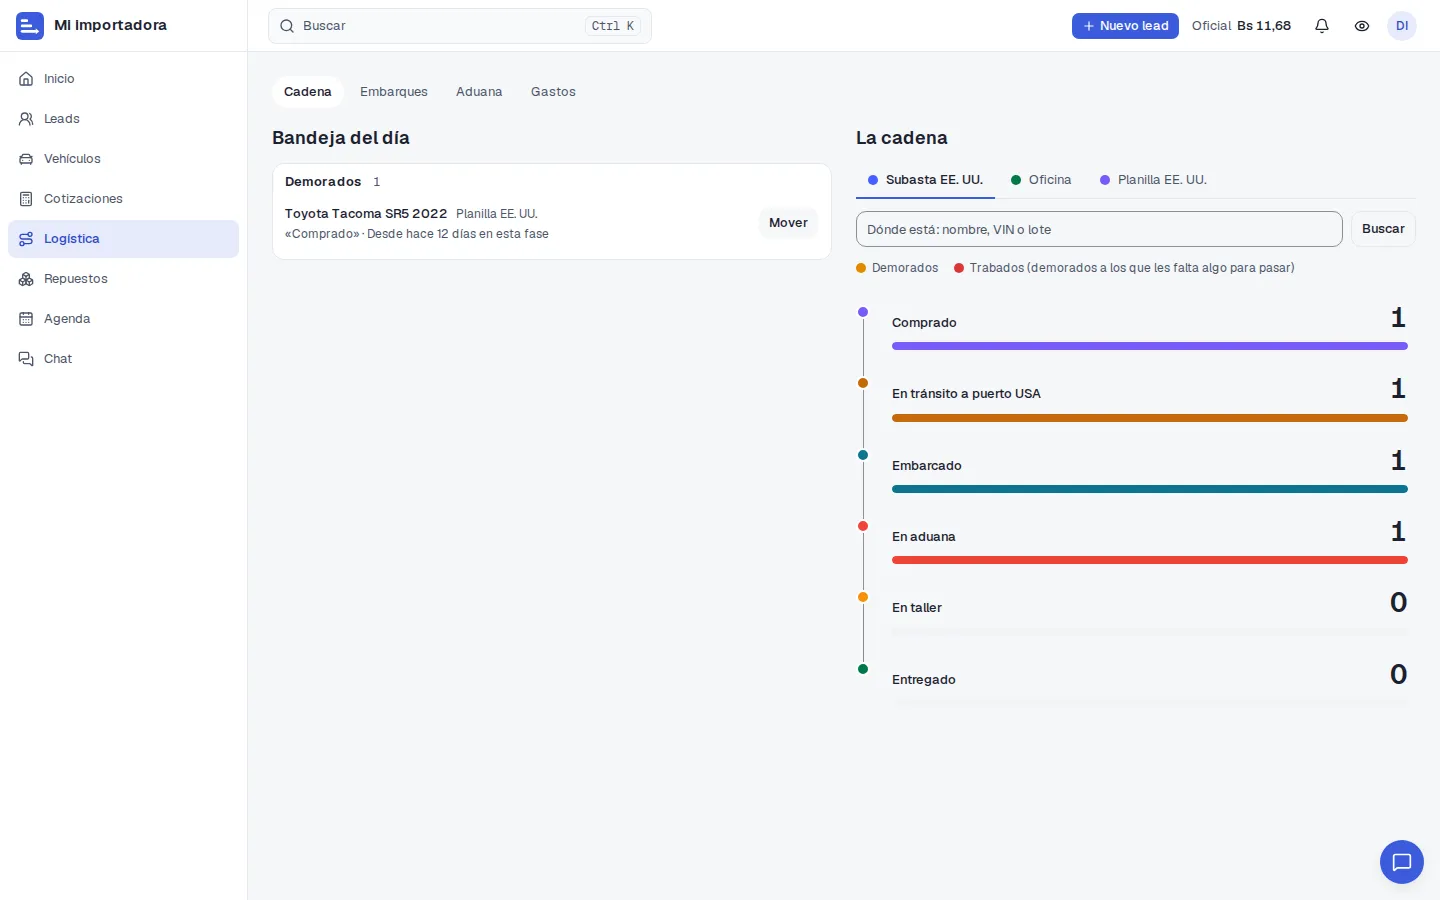 Mi Importadora
Buscar
Ctrl K
Nuevo lead
Oficial Bs 11,68
DI
Inicio
Leads
Vehículos
Cotizaciones
Logística
Repuestos
Agenda
Chat
Cadena
Embarques
Aduana
Gastos
Bandeja del día
Demorados 1
Toyota Tacoma SR5 2022 Planilla EE. UU.
«Comprado» · Desde hace 12 días en esta fase
Mover
La cadena
Subasta EE. UU.
Oficina
Planilla EE. UU.
Dónde está: nombre, VIN o lote
Buscar
Demorados
Trabados (demorados a los que les falta algo para pasar)
Comprado 1
En tránsito a puerto USA 1
Embarcado 1
En aduana 1
En taller 0
Entregado 0